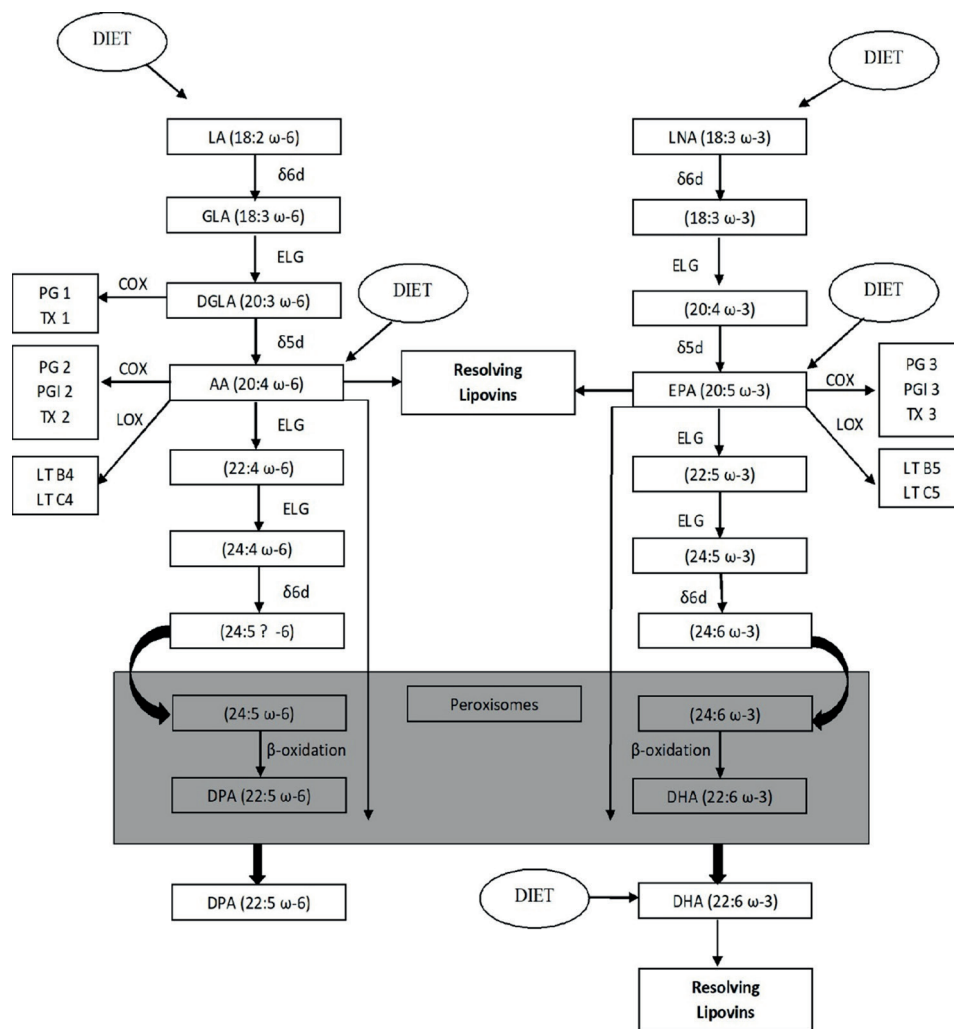 DIET
DIET
LA (18:2 ω-6)
LNA (18:3 ω-3)
δ6d
δ6d
GLA (18:3 ω-6)
(18:3 ω-3)
ELG
ELG
DIET
DIET
PG 1
TX 1
COX
DGLA (20:3 ω-6)
(20:4 ω-3)
δ5d
δ5d
PG 2
PGI 2
TX 2
COX
AA (20:4 ω-6)
Resolving
Lipovins
EPA (20:5 ω-3)
COX
PG 3
PGI 3
TX 3
LOX
LOX
ELG
ELG
LT B4
LT C4
(22:4 ω-6)
(22:5 ω-3)
LT B5
LT C5
ELG
ELG
(24:4 ω-6)
(24:5 ω-3)
δ6d
δ6d
(24:5 ? -6)
(24:6 ω-3)
(24:5 ω-6)
Peroxisomes
(24:6 ω-3)
β-oxidation
β-oxidation
DPA (22:5 ω-6)
DHA (22:6 ω-3)
DPA (22:5 ω-6)
DIET
DHA (22:6 ω-3)
Resolving
Lipovins